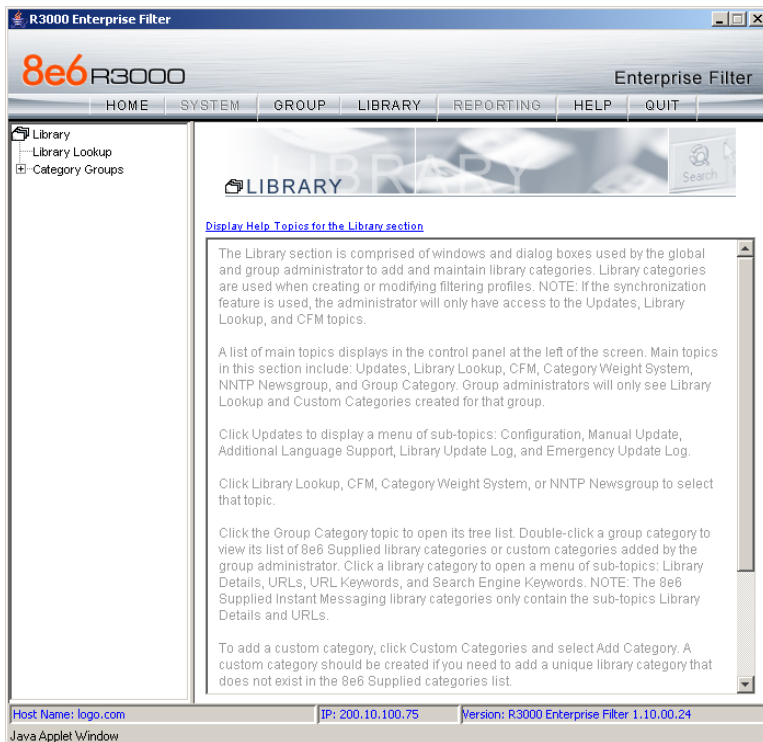 R3000 Enterprise Filter
8e6 R3000
Enterprise Filter
HOME SYSTEM GROUP LIBRARY REPORTING HELP QUIT
Library
Library Lookup
Category Groups
LIBRARY
Search
LIBRARY
Display Help Topics for the Library section
The Library section is comprised of windows and dialog boxes used by the global
and group administrator to add and maintain library categories. Library categories
are used when creating or modifying filtering profiles. NOTE: If the synchronization
feature is used, the administrator will only have access to the Updates, Library
Lookup, and CFM topics.
A list of main topics displays in the control panel at the left of the screen. Main topics
in this section include: Updates, Library Lookup, CFM, Category Weight System,
NNTP Newsgroup, and Group Category. Group administrators will only see Library
Lookup and Custom Categories created for that group.
Click Updates to display a menu of sub-topics: Configuration, Manual Update,
Additional Language Support, Library Update Log, and Emergency Update Log.
Click Library Lookup, CFM, Category Weight System, or NNTP Newsgroup to select
that topic.
Click the Group Category topic to open its tree list. Double-click a group category to
view its list of 8e6 Supplied library categories or custom categories added by the
group administrator. Click a library category to open a menu of sub-topics: Library
Details, URLs, URL Keywords, and Search Engine Keywords. NOTE: The 8e6
Supplied Instant Messaging library categories only contain the sub-topics Library
Details and URLs.
To add a custom category, click Custom Categories and select Add Category. A
custom category should be created if you need to add a unique library category that
does not exist in the 8e6 Supplied categories list.
Host Name: logo.com IP: 200.10.100.75 Version: R3000 Enterprise Filter 1.10.00.24
Java Applet Window